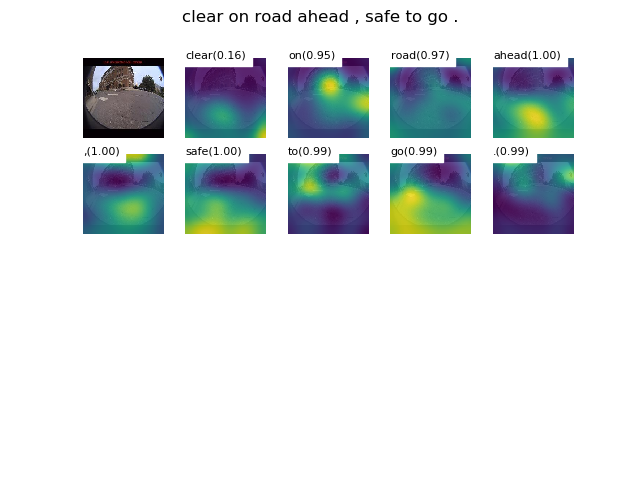 clear on road ahead , safe to go .
clear(0.16) on(0.95) road(0.97) ahead(1.00)
,(1.00) safe(1.00) to(0.99) go(0.99) .(0.99)